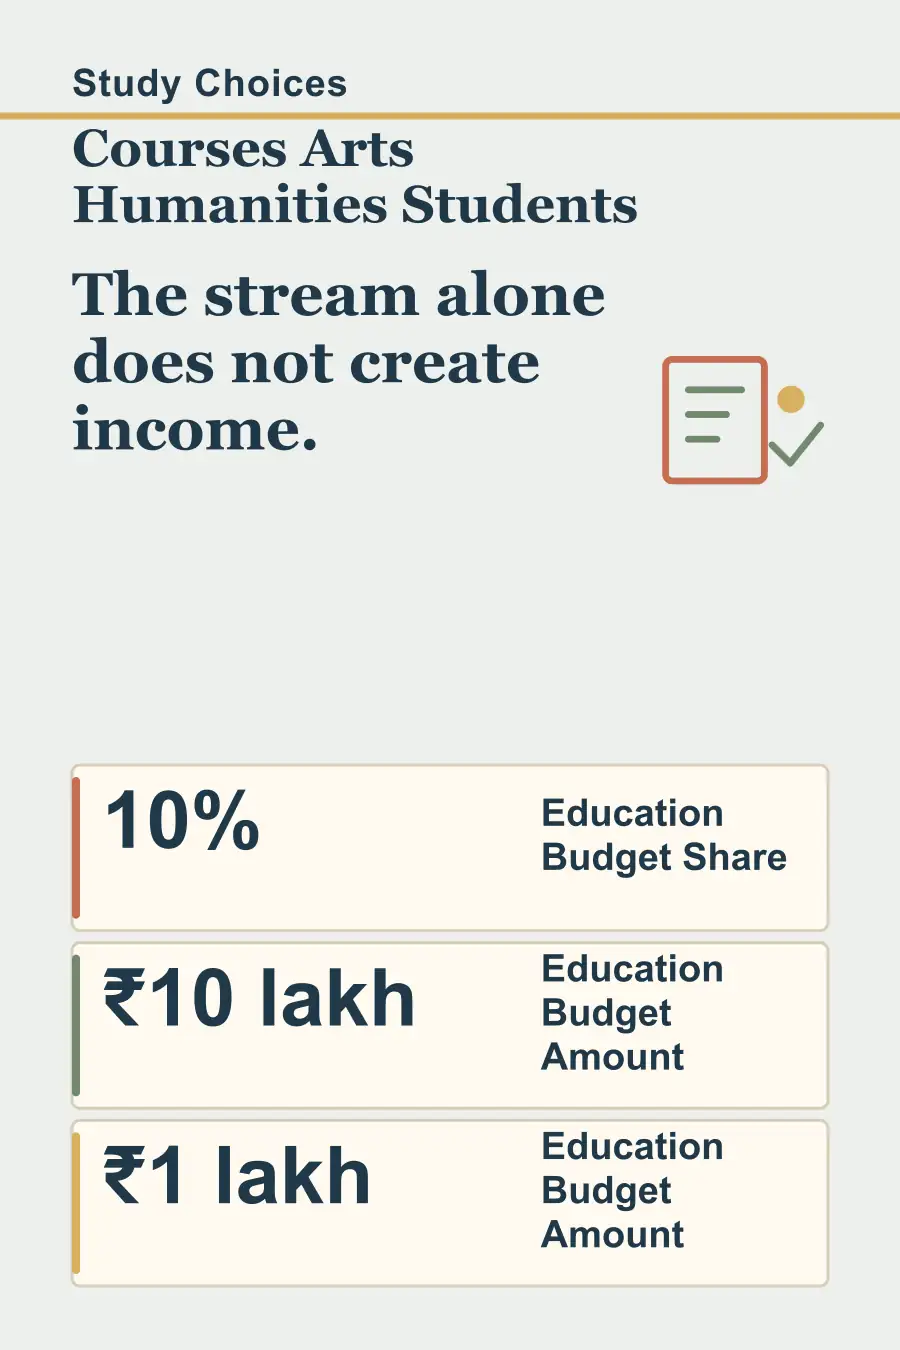 Study Choices
Courses Arts
Humanities Students
The stream alone
does not create
income.
10%
Education
Budget Share
₹10 lakh
Education
Budget
Amount
₹1 lakh
Education
Budget
Amount